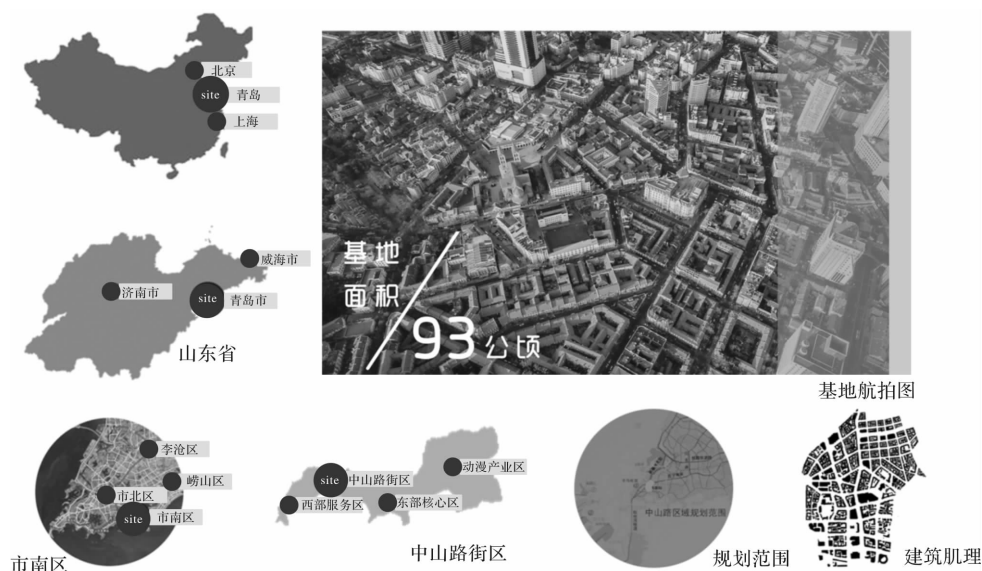 北京
site 青岛
上海
威海市
济南市
site 青岛市
山东省
基地
面积
93公顷
基地航拍图
李沧区
崂山区
市北区
site 市南区
市南区
动漫产业区
site 中山路街区
西部服务区
东部核心区
中山路街区
中山路区域规划范围
规划范围
建筑肌理